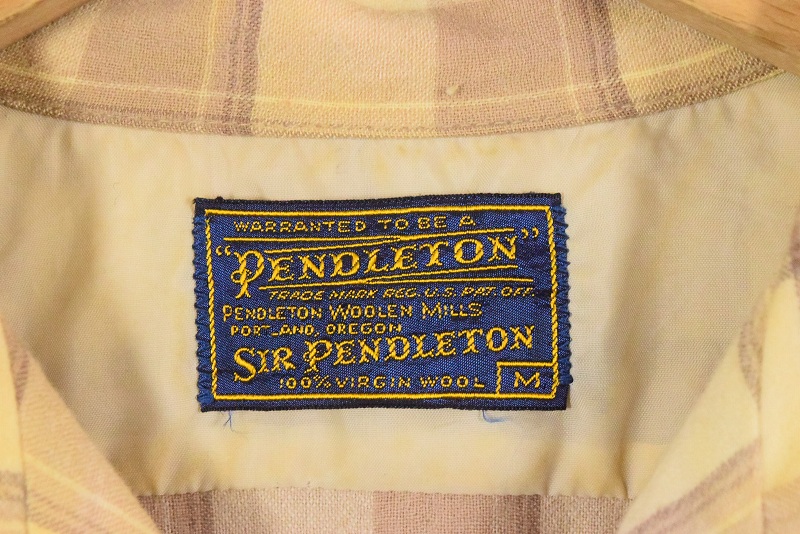 WARRANTED TO BE A
"PENDLETON"
TRADE MARK REG. U.S. PAT. OFF.
PENDLETON WOOLEN MILLS
PORTLAND, OREGON
SIR PENDLETON
100% VIRGIN WOOL M